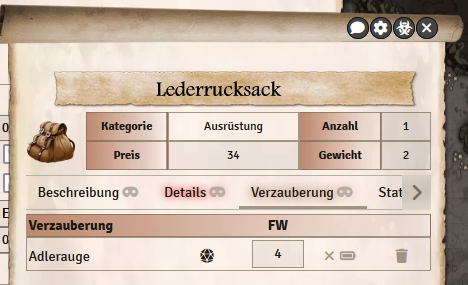 Lederrucksack
Kategorie Ausrüstung Anzahl 1
Preis 34 Gewicht 2
Beschreibung Details Verzauberung Stat
Verzauberung FW
Adlerauge 4